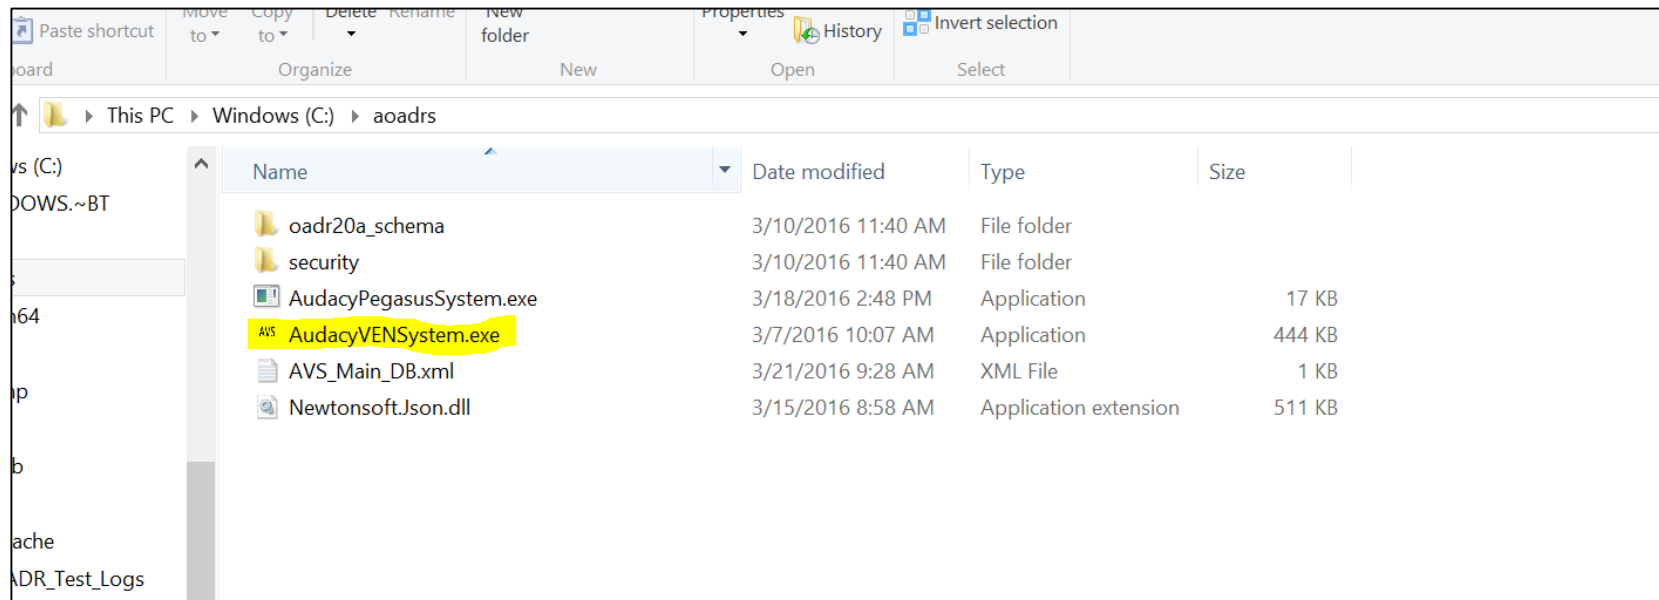 Move Copy Delete Rename New Properties
Paste shortcut to to folder History Invert selection
Organize New Open Select
This PC Windows (C:) aoadrs
(C:)
Name Date modified Type Size
OWS.~BT
oadr20a_schema 3/10/2016 11:40 AM File folder
security 3/10/2016 11:40 AM File folder
AudacyPegasusSystem.exe 3/18/2016 2:48 PM Application 17 KB
AVS AudacyVENSystem.exe 3/7/2016 10:07 AM Application 444 KB
AVS_Main_DB.xml 3/21/2016 9:28 AM XML File 1 KB
Newtonsoft.Json.dll 3/15/2016 8:58 AM Application extension 511 KB
ache
DR_Test_Logs